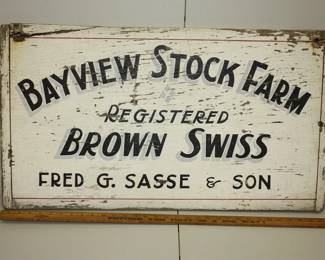 BAYVIEW STOCK FARM
REGISTERED
BROWN SWISS
FRED G. SASSE & SON